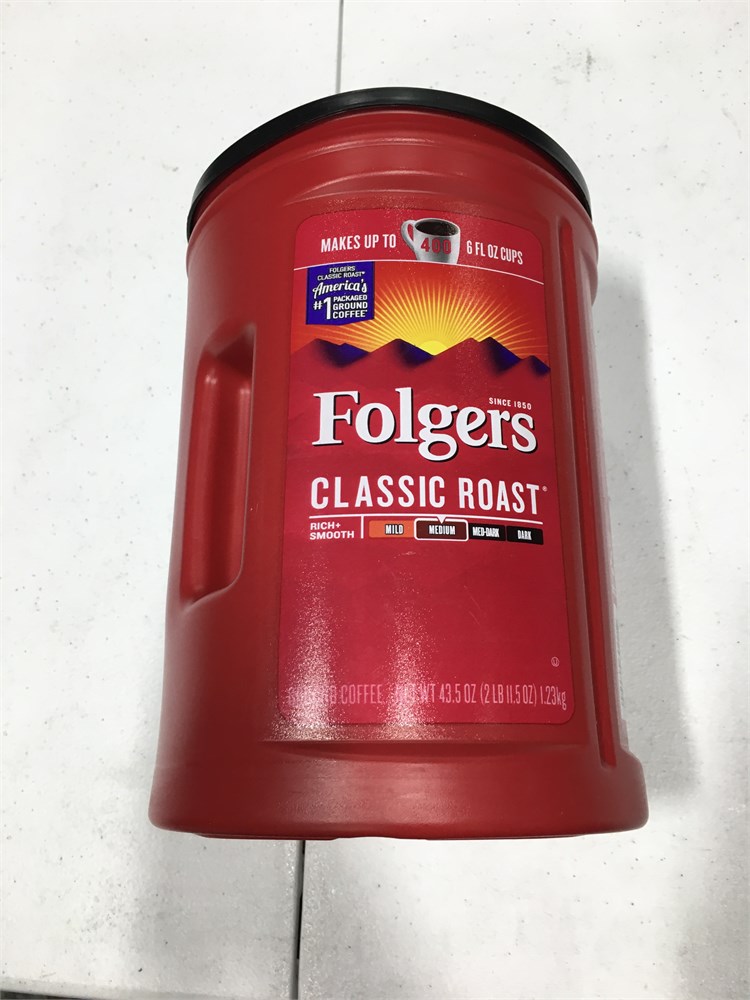 MAKES UP TO 400 6 FL OZ CUPS
FOLGERS
CLASSIC ROAST®
America's
#1 PACKAGED
GROUND
COFFEE*
SINCE 1850
Folgers
CLASSIC ROAST®
RICH+
SMOOTH
MILD MEDIUM MED-DARK DARK
U
GROUND COFFEE NET WT 43.5 OZ (2 LB 11.5 OZ) 1.23kg